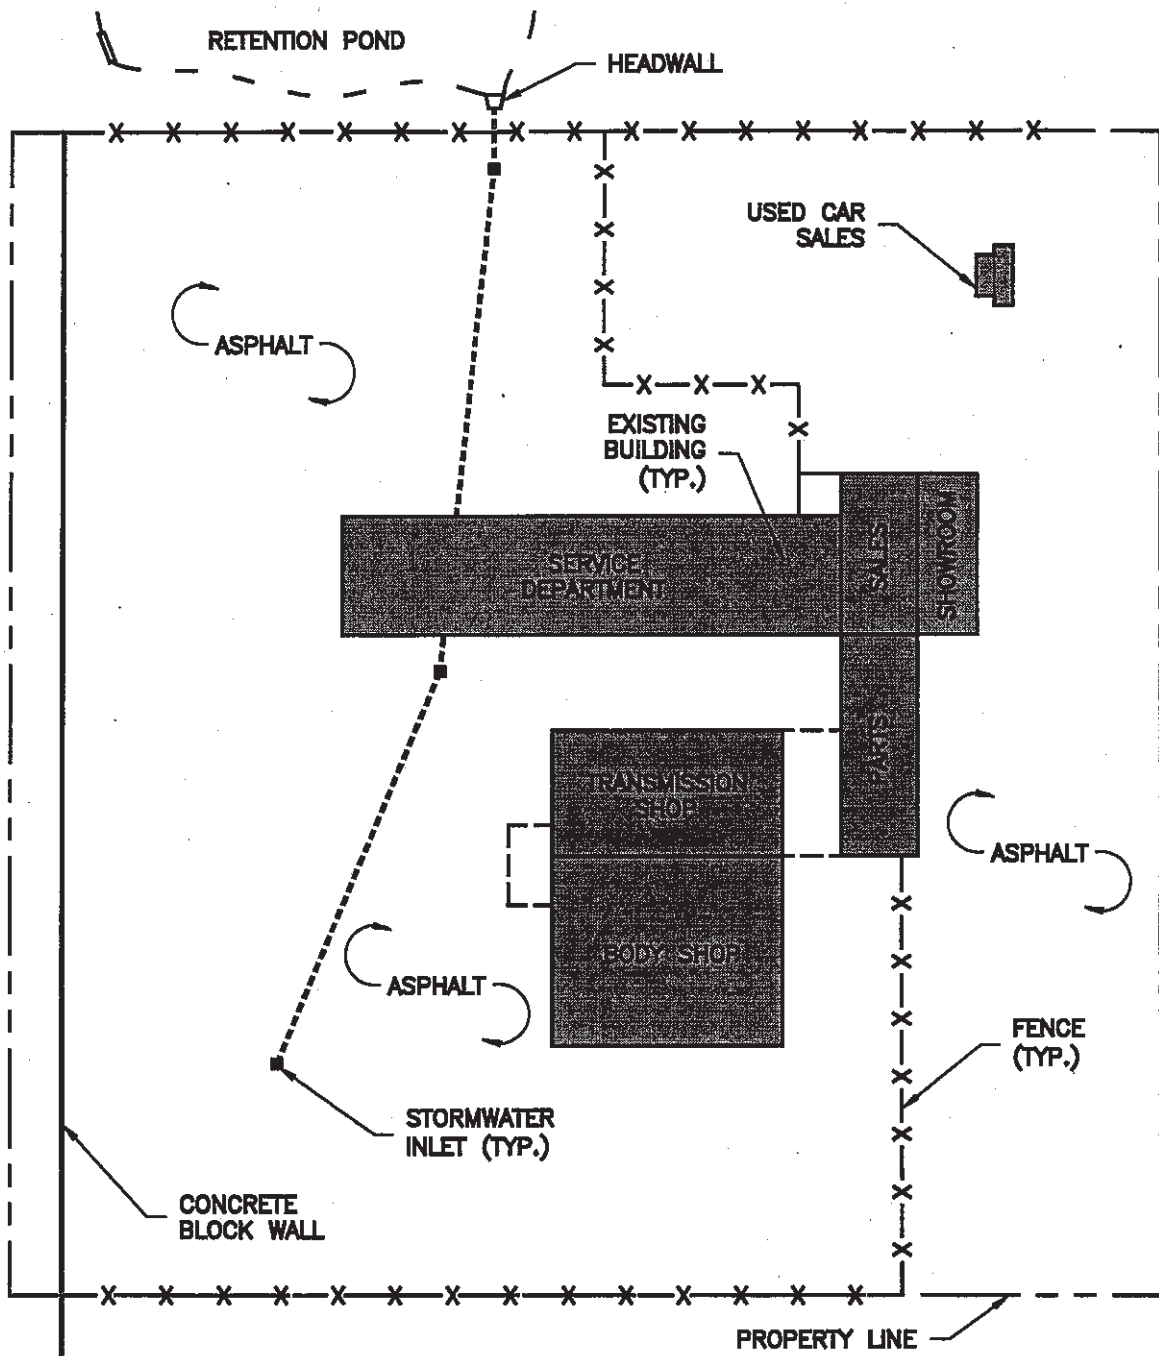 RETENTION POND
HEADWALL
USED CAR
SALES
ASPHALT
EXISTING
BUILDING
(TYP.)
SERVICE
DEPARTMENT
SALES
SHOWROOM
PARTS
TRANSMISSION
SHOP
ASPHALT
BODY SHOP
ASPHALT
FENCE
(TYP.)
STORMWATER
INLET (TYP.)
CONCRETE
BLOCK WALL
PROPERTY LINE